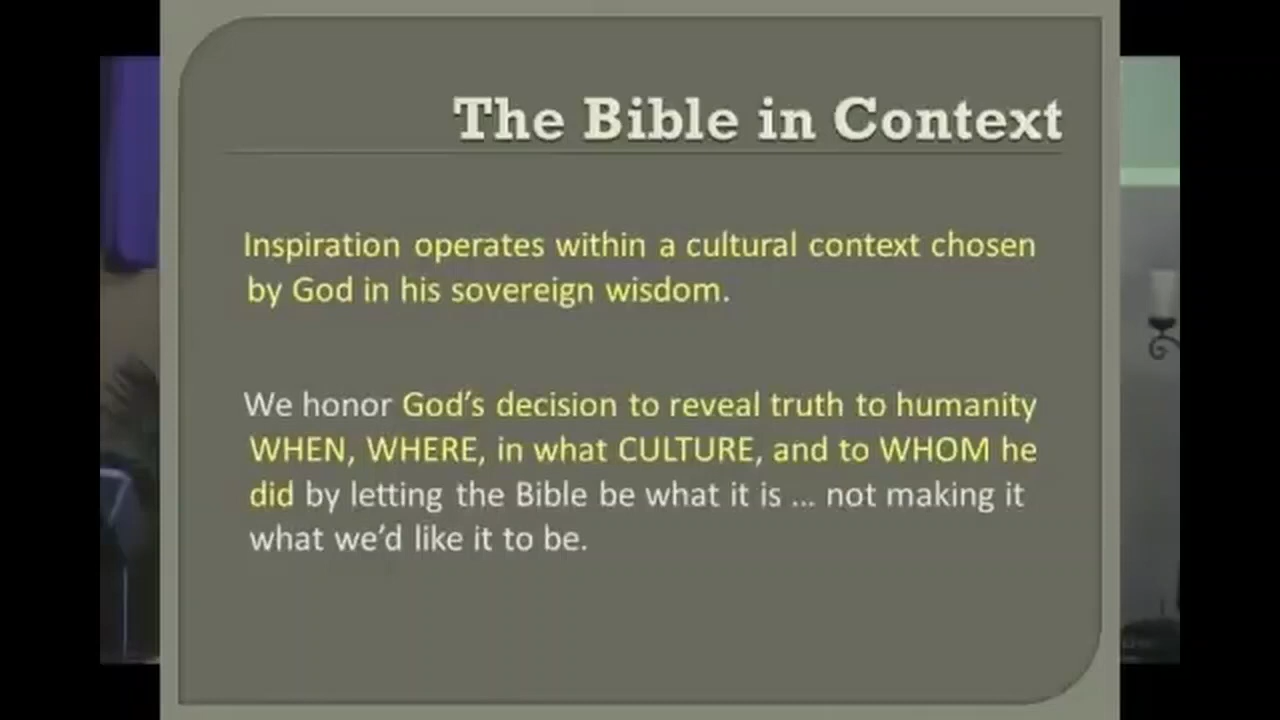 The Bible in Context
Inspiration operates within a cultural context chosen
by God in his sovereign wisdom.
We honor God's decision to reveal truth to humanity
WHEN, WHERE, in what CULTURE, and to WHOM he
did by letting the Bible be what it is ... not making it
what we'd like it to be.